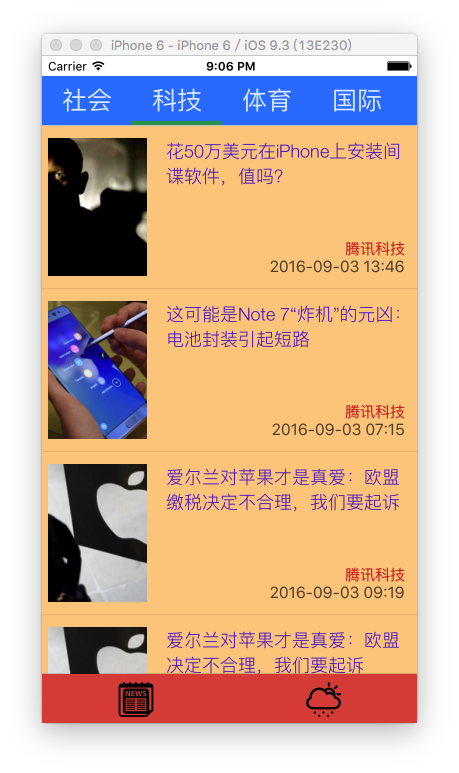 iPhone 6 - iPhone 6 / iOS 9.3 (13E230)
Carrier 9:06 PM
社会 科技 体育 国际
花50万美元在iPhone上安装间
谍软件，值吗？
腾讯科技
2016-09-03 13:46
这可能是Note 7“炸机”的元凶：
电池封装引起短路
腾讯科技
2016-09-03 07:15
爱尔兰对苹果才是真爱：欧盟
缴税决定不合理，我们要起诉
腾讯科技
2016-09-03 09:19
爱尔兰对苹果才是真爱：欧盟
决定不合理，我们要起诉
NEWS